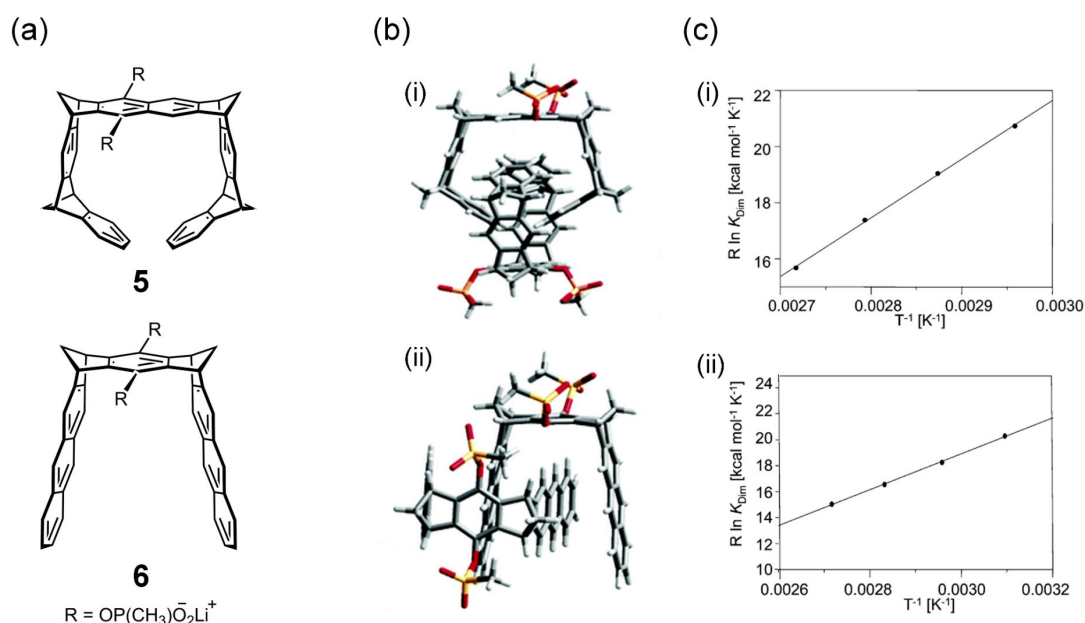 (a)
R
R
5
R
R
6
R = OP(CH₃)O₂⁻Li⁺
(b)
(i)
(ii)
(c)
(i)
22
20
18
16
R ln K_Dim [kcal mol⁻¹ K⁻¹]
0.0027 0.0028 0.0029 0.0030
T⁻¹ [K⁻¹]
(ii)
24
22
20
18
16
14
12
10
R ln K_Dim [kcal mol⁻¹ K⁻¹]
0.0026 0.0028 0.0030 0.0032
T⁻¹ [K⁻¹]